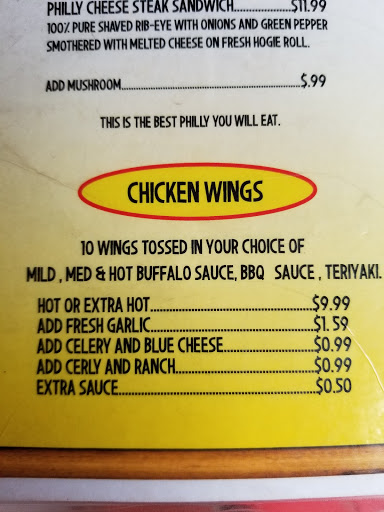 PHILLY CHEESE STEAK SANDWICH..................$11.99
100% PURE SHAVED RIB-EYE WITH ONIONS AND GREEN PEPPER
SMOTHERED WITH MELTED CHEESE ON FRESH HOGIE ROLL.
ADD MUSHROOM............................................................$.99
THIS IS THE BEST PHILLY YOU WILL EAT.
CHICKEN WINGS
10 WINGS TOSSED IN YOUR CHOICE OF
MILD , MED & HOT BUFFALO SAUCE, BBQ SAUCE , TERIYAKI.
HOT OR EXTRA HOT..............................................$9.99
ADD FRESH GARLIC..............................................$1.59
ADD CELERY AND BLUE CHEESE.........................$0.99
ADD CERLY AND RANCH.......................................$0.99
EXTRA SAUCE........................................................$0.50